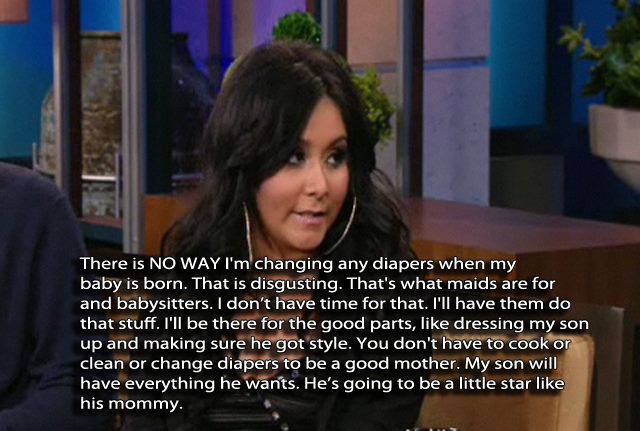 There is NO WAY I'm changing any diapers when my
baby is born. That is disgusting. That's what maids are for
and babysitters. I don’t have time for that. I'll have them do
that stuff. I'll be there for the good parts, like dressing my son
up and making sure he got style. You don't have to cook or
clean or change diapers to be a good mother. My son will
have everything he wants. He’s going to be a little star like
his mommy.